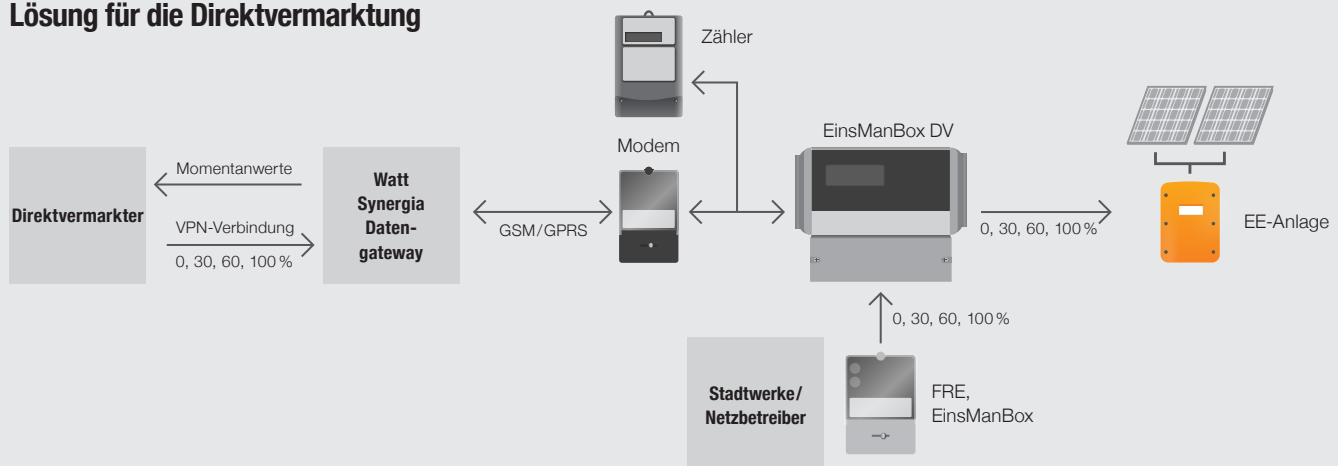 Lösung für die Direktvermarktung
Zähler
EinsManBox DV
Modem
Momentanwerte
Direktvermarkter
VPN-Verbindung
0, 30, 60, 100 %
Watt
Synergia
Daten-
gateway
GSM/GPRS
0, 30, 60, 100 %
EE-Anlage
0, 30, 60, 100 %
Stadtwerke/
Netzbetreiber
FRE,
EinsManBox